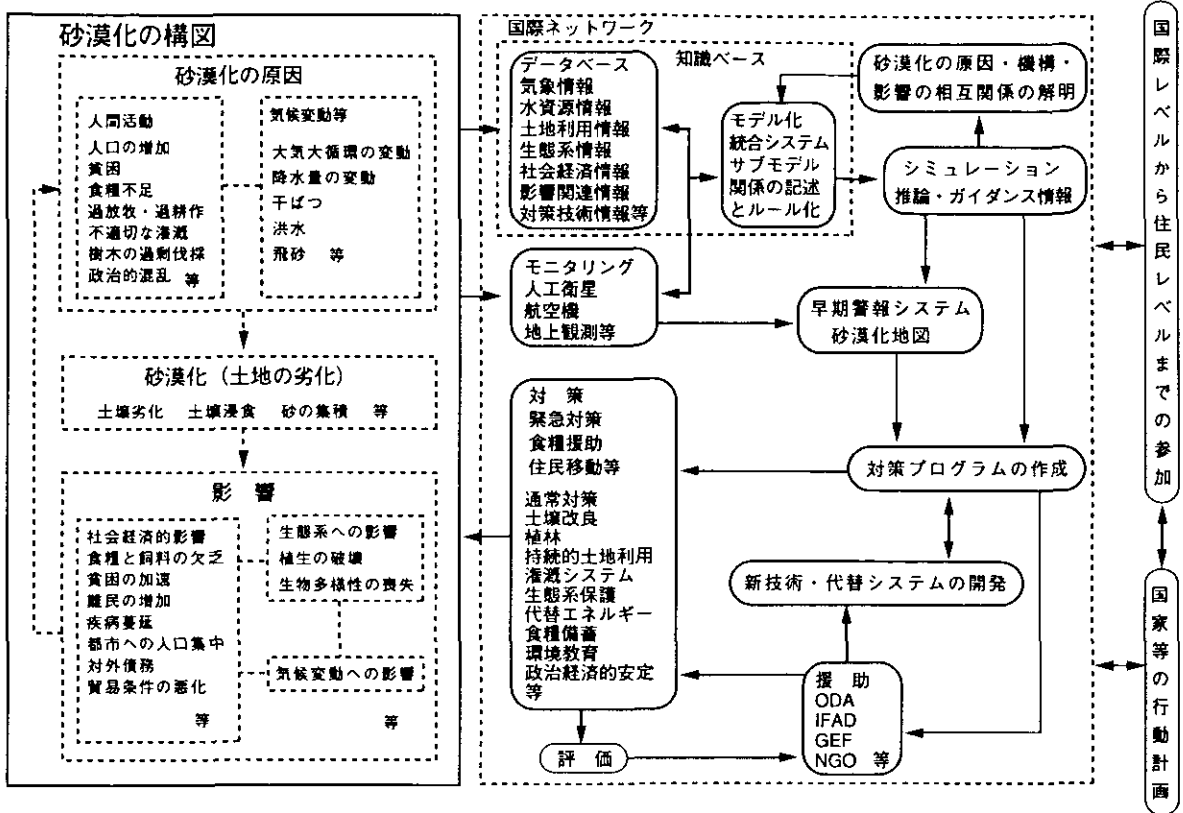 砂漠化の構図
砂漠化の原因
人間活動
人口の増加
貧困
食糧不足
過放牧・過耕作
不適切な潅漑
樹木の過剰伐採
政治的混乱 等
気候変動等
大気大循環の変動
降水量の変動
干ばつ
洪水
飛砂 等
砂漠化（土地の劣化）
土壌劣化 土壌浸食 砂の集積 等
影 響
社会経済的影響
食糧と飼料の欠乏
貧困の加速
難民の増加
疾病蔓延
都市への人口集中
対外債務
貿易条件の悪化
等
生態系への影響
植生の破壊
生物多様性の喪失
気候変動への影響
等
国際ネットワーク
知識ベース
データベース
気象情報
水資源情報
土地利用情報
生態系情報
社会経済情報
影響関連情報
対策技術情報等
モデル化
統合システム
サブモデル
関係の記述
とルール化
砂漠化の原因・機構・
影響の相互関係の解明
シミュレーション
推論・ガイダンス情報
モニタリング
人工衛星
航空機
地上観測等
早期警報システム
砂漠化地図
対 策
緊急対策
食糧援助
住民移動等
通常対策
土壌改良
植林
持続的土地利用
潅漑システム
生態系保護
代替エネルギー
食糧備蓄
環境教育
政治経済的安定
等
対策プログラムの作成
新技術・代替システムの開発
援 助
ODA
IFAD
GEF
NGO 等
評 価
国際レベルから住民レベルまでの参加
国家等の行動計画